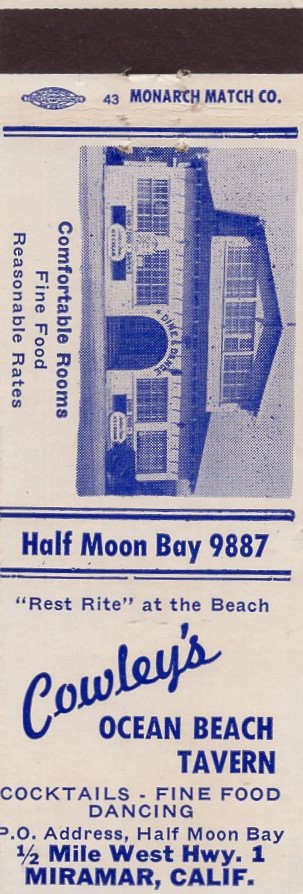 43 MONARCH MATCH CO.
DINE & DANCE
Comfortable Rooms
Fine Food
Reasonable Rates
Half Moon Bay 9887
"Rest Rite" at the Beach
Cowley's
OCEAN BEACH
TAVERN
COCKTAILS - FINE FOOD
DANCING
P.O. Address, Half Moon Bay
½ Mile West Hwy. 1
MIRAMAR, CALIF.